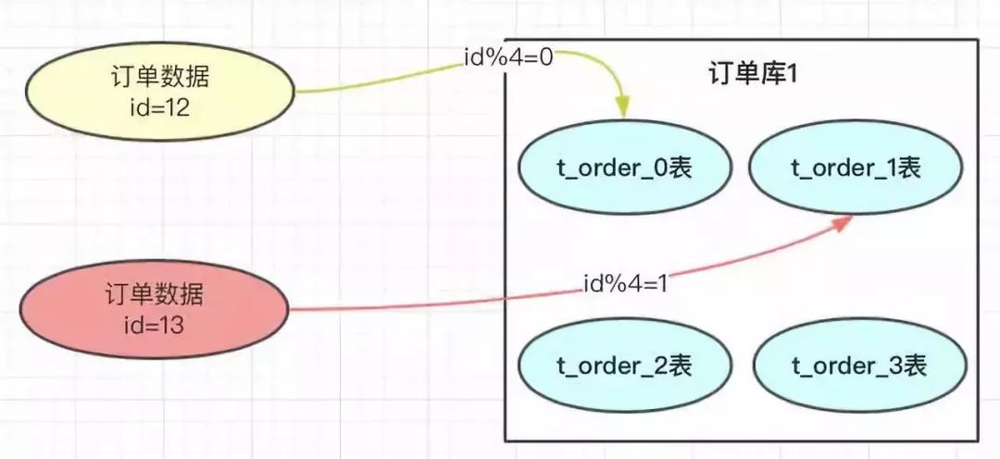 订单数据
id=12
id%4=0
订单库1
t_order_0表
t_order_1表
订单数据
id=13
id%4=1
t_order_2表
t_order_3表